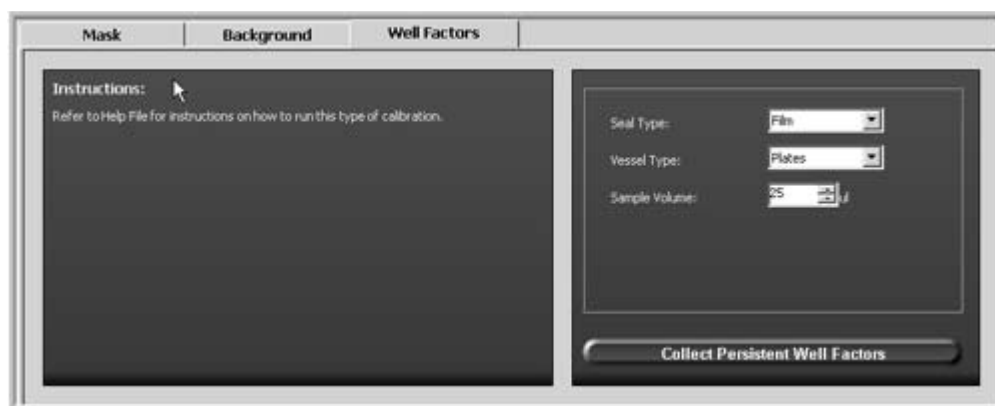 Mask Background Well Factors
Instructions:
Refer to Help File for instructions on how to run this type of calibration.
Seal Type: Film
Vessel Type: Plates
Sample Volume: 25 ul
Collect Persistent Well Factors